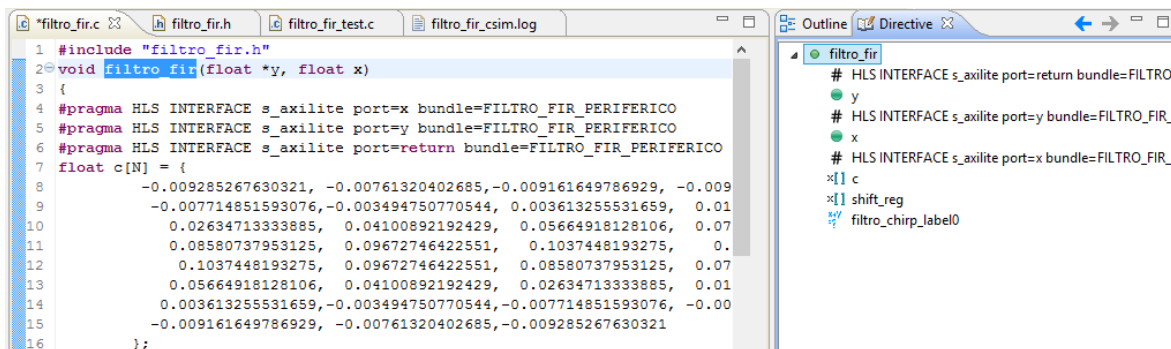 *filtro_fir.c filtro_fir.h filtro_fir_test.c filtro_fir_csim.log
1 #include "filtro_fir.h"
2 void filtro_fir(float *y, float x)
3 {
4 #pragma HLS INTERFACE s_axilite port=x bundle=FILTRO_FIR_PERIFERICO
5 #pragma HLS INTERFACE s_axilite port=y bundle=FILTRO_FIR_PERIFERICO
6 #pragma HLS INTERFACE s_axilite port=return bundle=FILTRO_FIR_PERIFERICO
7 float c[N] = {
8 -0.009285267630321, -0.00761320402685,-0.009161649786929, -0.009
9 -0.007714851593076,-0.003494750770544, 0.003613255531659, 0.01
10 0.02634713333885, 0.04100892192429, 0.05664918128106, 0.07
11 0.08580737953125, 0.09672746422551, 0.1037448193275, 0.
12 0.1037448193275, 0.09672746422551, 0.08580737953125, 0.07
13 0.05664918128106, 0.04100892192429, 0.02634713333885, 0.01
14 0.003613255531659,-0.003494750770544,-0.007714851593076, -0.00
15 -0.009161649786929, -0.00761320402685,-0.009285267630321
16 };
Outline Directive
filtro_fir
# HLS INTERFACE s_axilite port=return bundle=FILTRO
y
# HLS INTERFACE s_axilite port=y bundle=FILTRO_FIR_
x
# HLS INTERFACE s_axilite port=x bundle=FILTRO_FIR_
x[] c
x[] shift_reg
filtro_chirp_label0